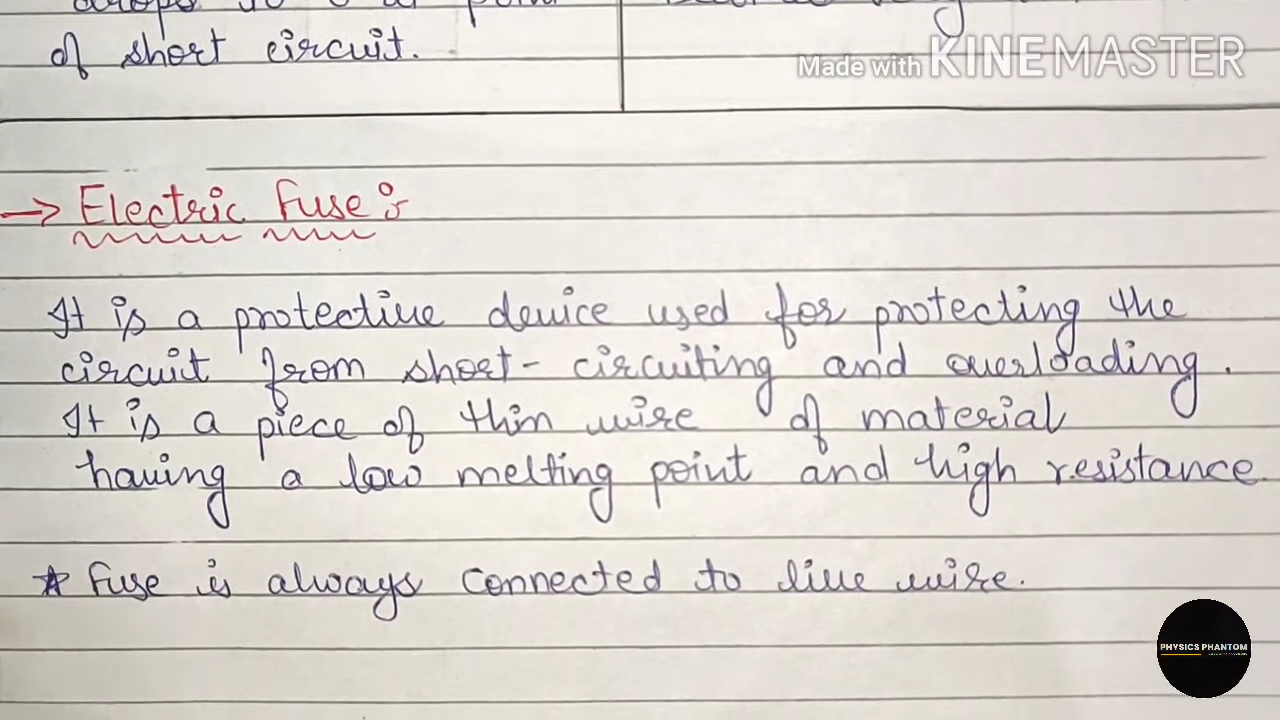 of short circuit.
Made with KINEMASTER
→ Electric Fuse :-
It is a protective device used for protecting the
circuit from short-circuiting and overloading.
It is a piece of thin wire of material
having a low melting point and high resistance
* Fuse is always connected to live wire.
PHYSICS PHANTOM